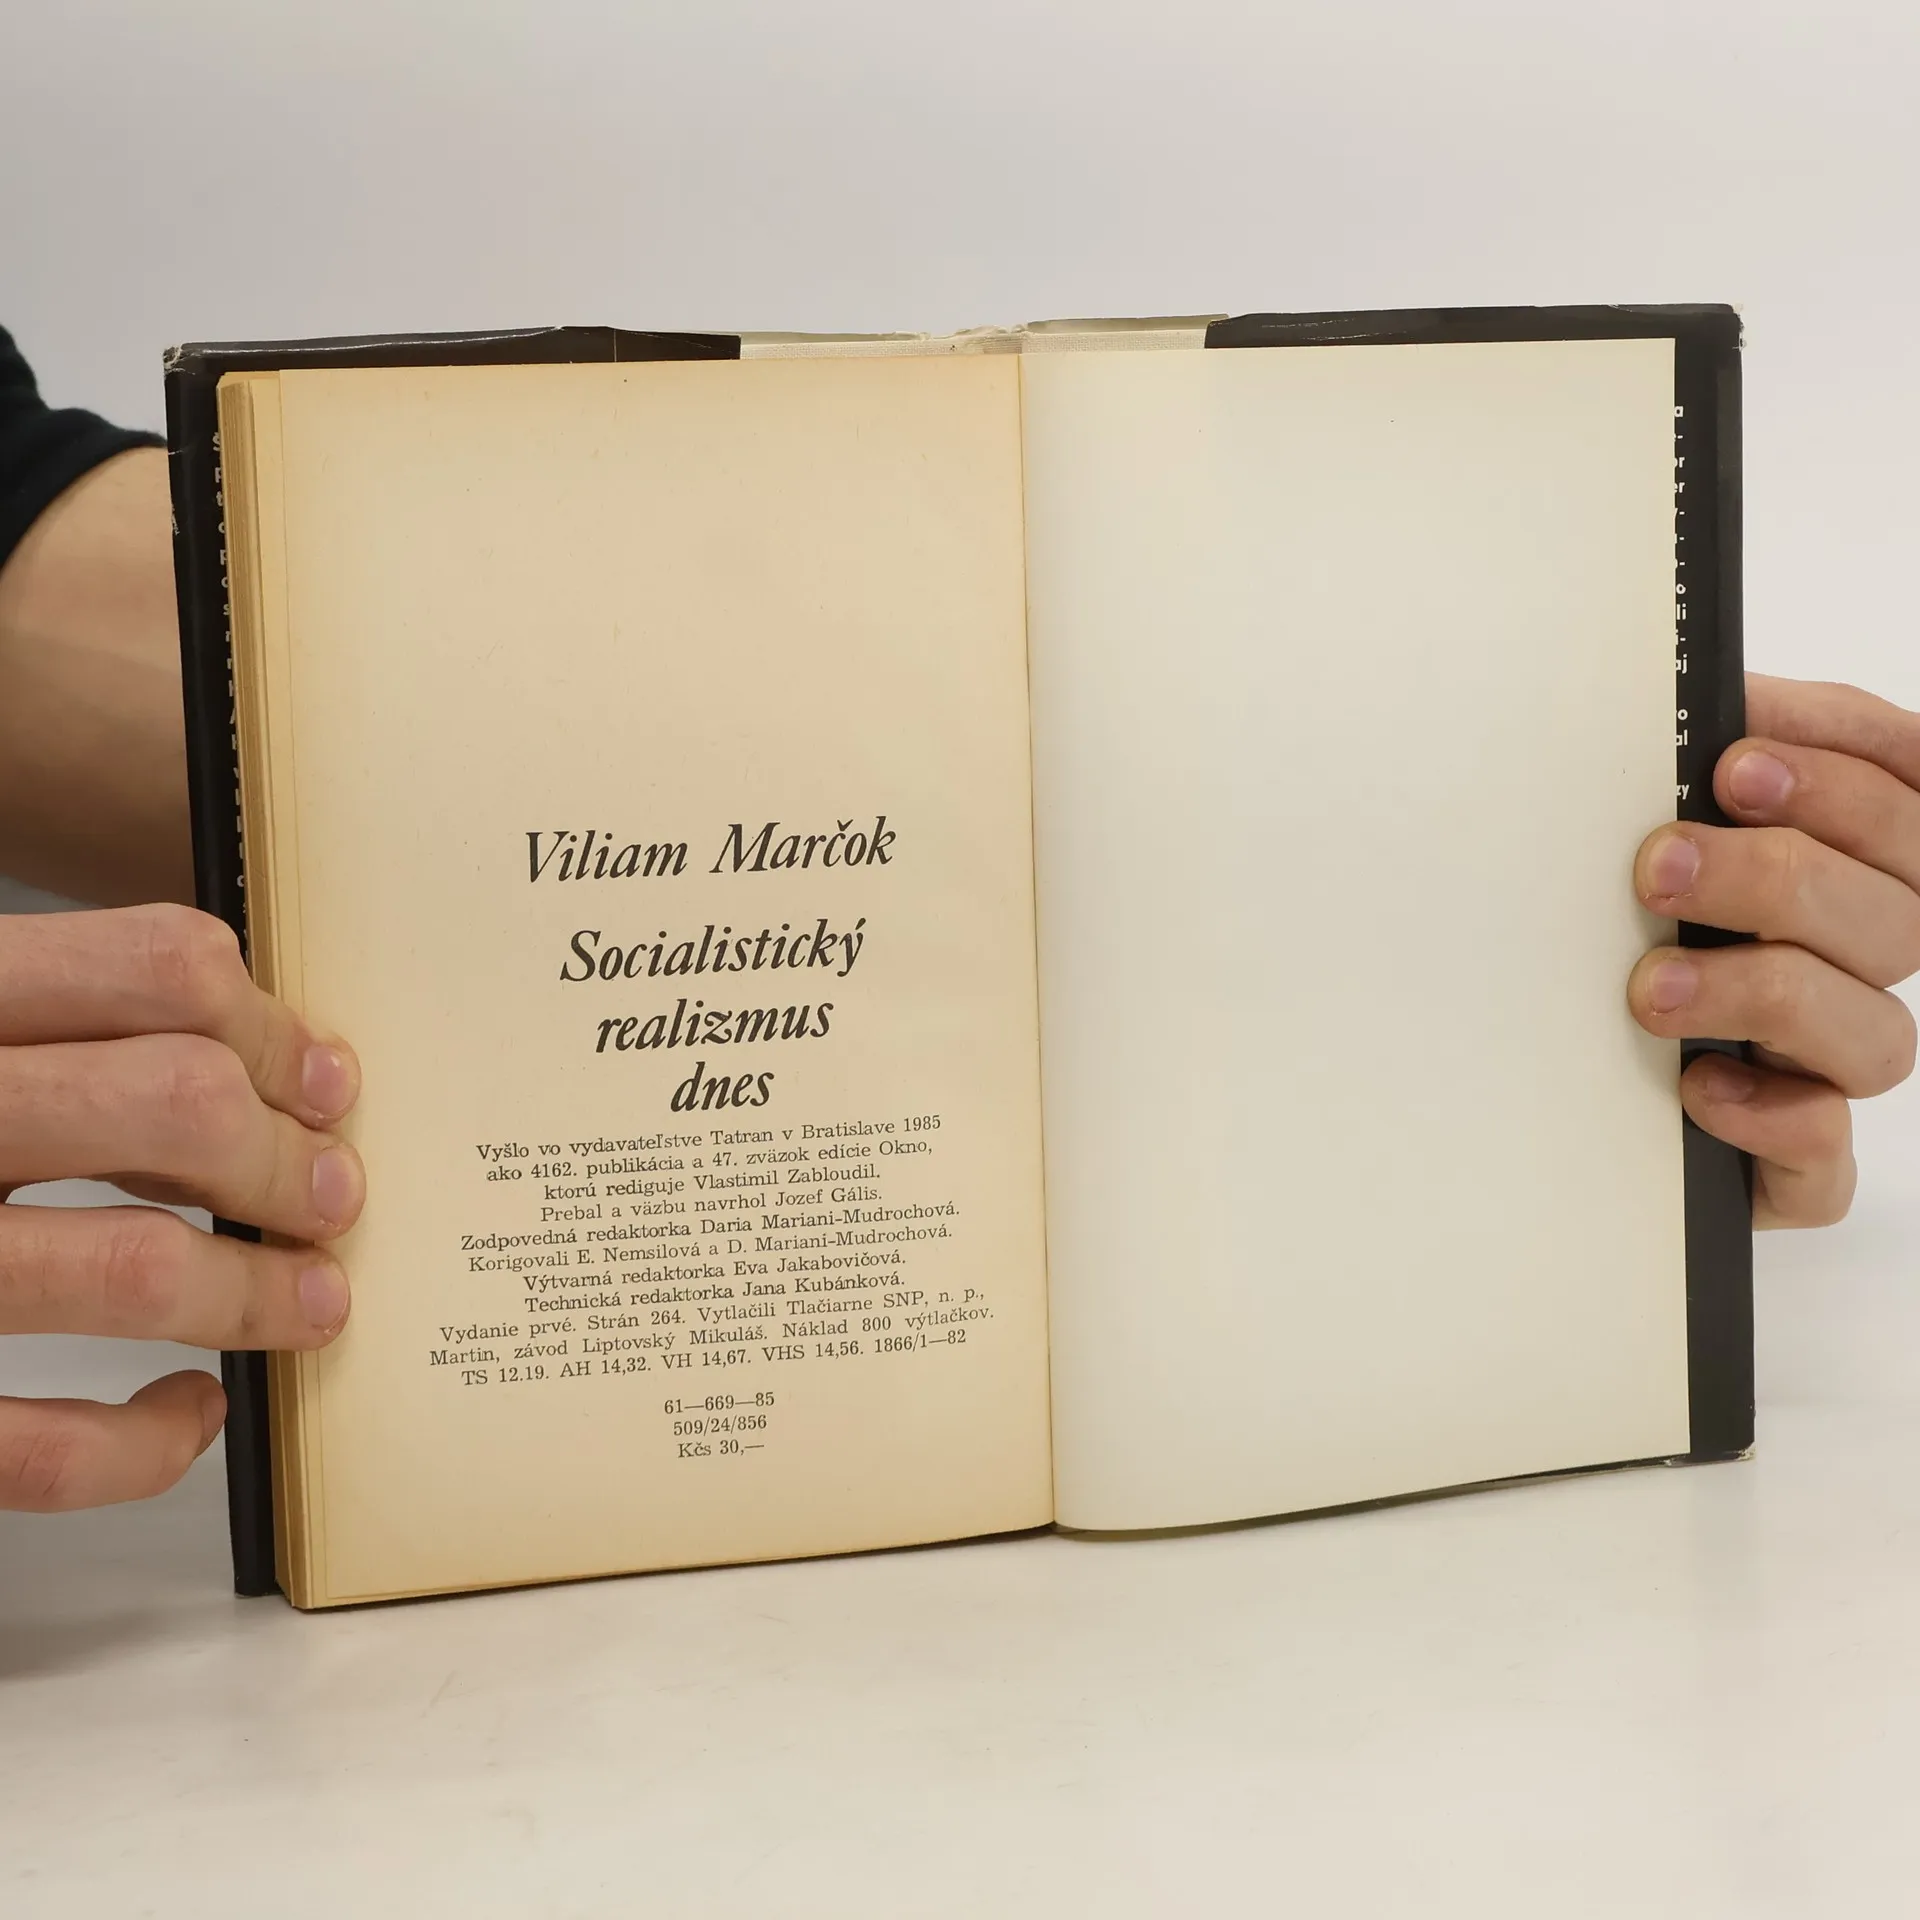 Viliam Marčok
Socialistický
realizmus
dnes
Vyšlo vo vydavateľstve Tatran v Bratislave 1985
ako 4162. publikácia a 47. zväzok edície Okno,
ktorú rediguje Vlastimil Zabloudil.
Prebal a väzbu navrhol Jozef Gális.
Zodpovedná redaktorka Daria Mariani-Mudrochová.
Korigovali E. Nemsilová a D. Mariani-Mudrochová.
Výtvarná redaktorka Eva Jakabovičová.
Technická redaktorka Jana Kubánková.
Vydanie prvé. Strán 264. Vytlačili Tlačiarne SNP, n. p.,
Martin, závod Liptovský Mikuláš. Náklad 800 výtlačkov.
TS 12.19. AH 14,32. VH 14,67. VHS 14,56. 1866/1—82
61—669—85
509/24/856
Kčs 30,—